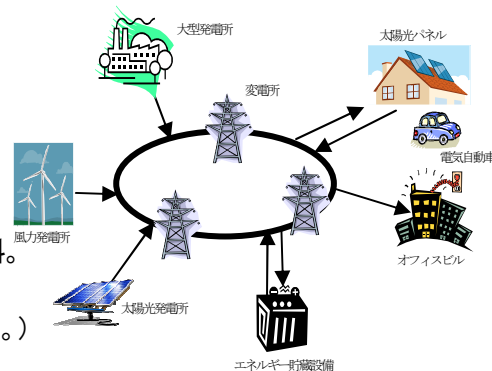 大型発電所
太陽光パネル
変電所
電気自動車
風力発電所
オフィスビル
。
太陽光発電所
。）
エネルギー貯蔵設備